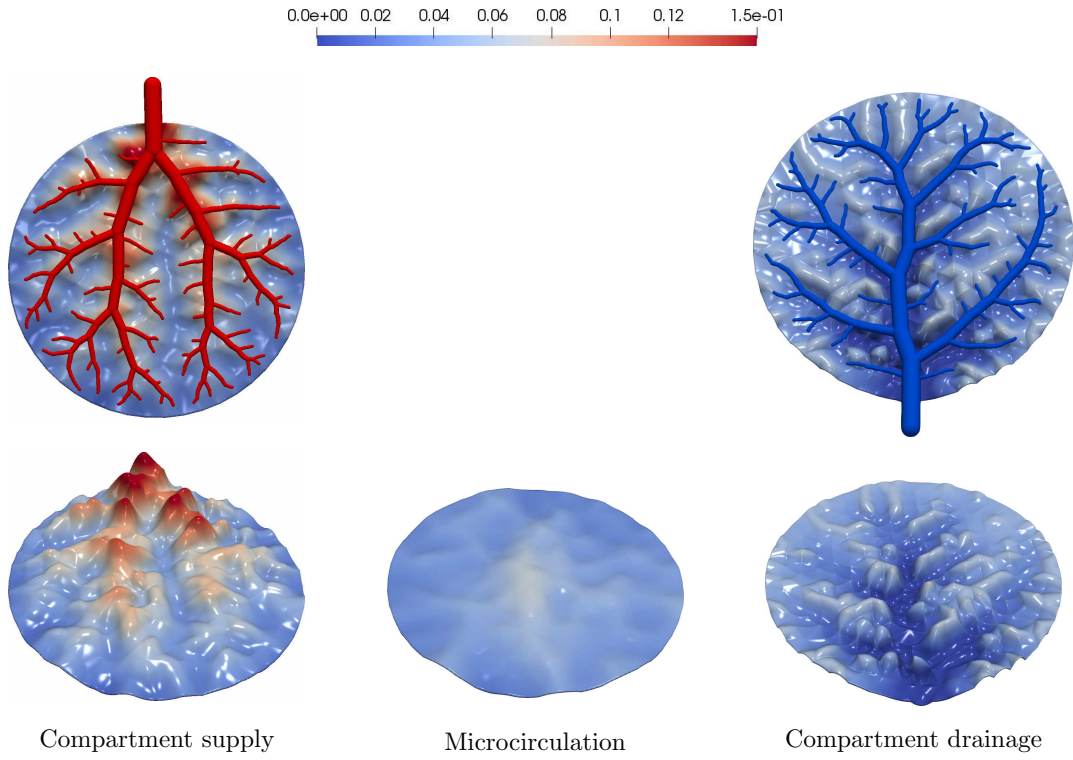 0.0e+00 0.02 0.04 0.06 0.08 0.1 0.12 1.5e-01
Compartment supply
Microcirculation
Compartment drainage